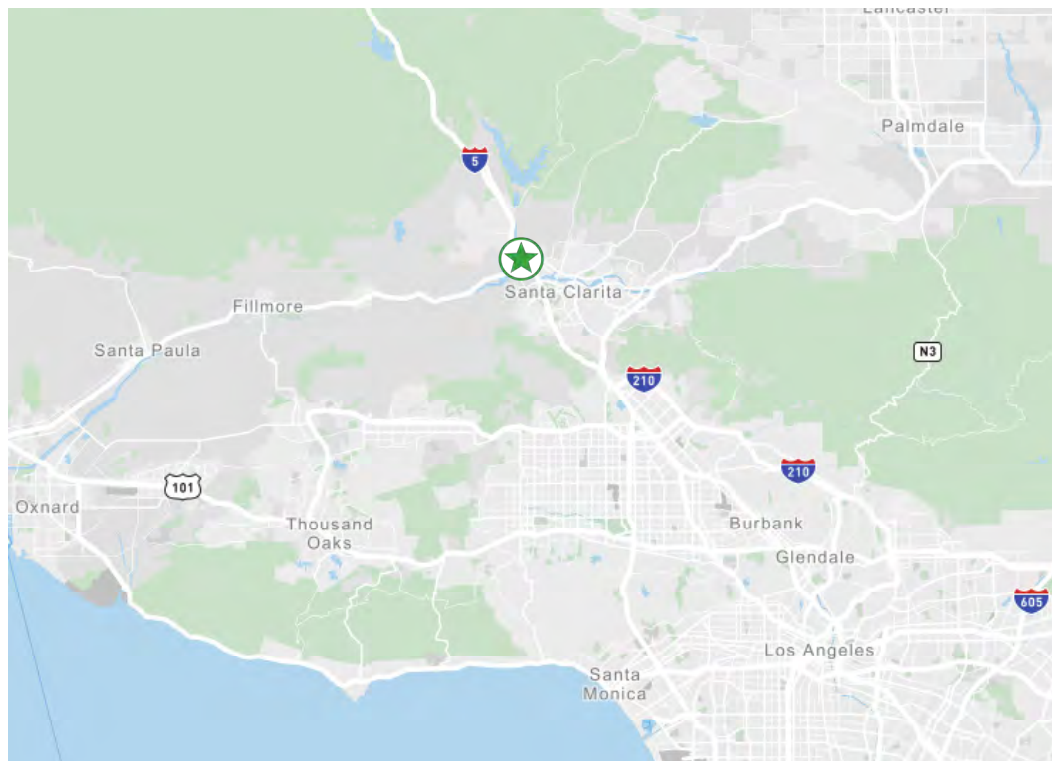 Lancaster
Palmdale
5
Santa Clarita
Fillmore
Santa Paula
N3
210
210
101
Oxnard
Thousand
Oaks
Burbank
Glendale
605
Los Angeles
Santa
Monica